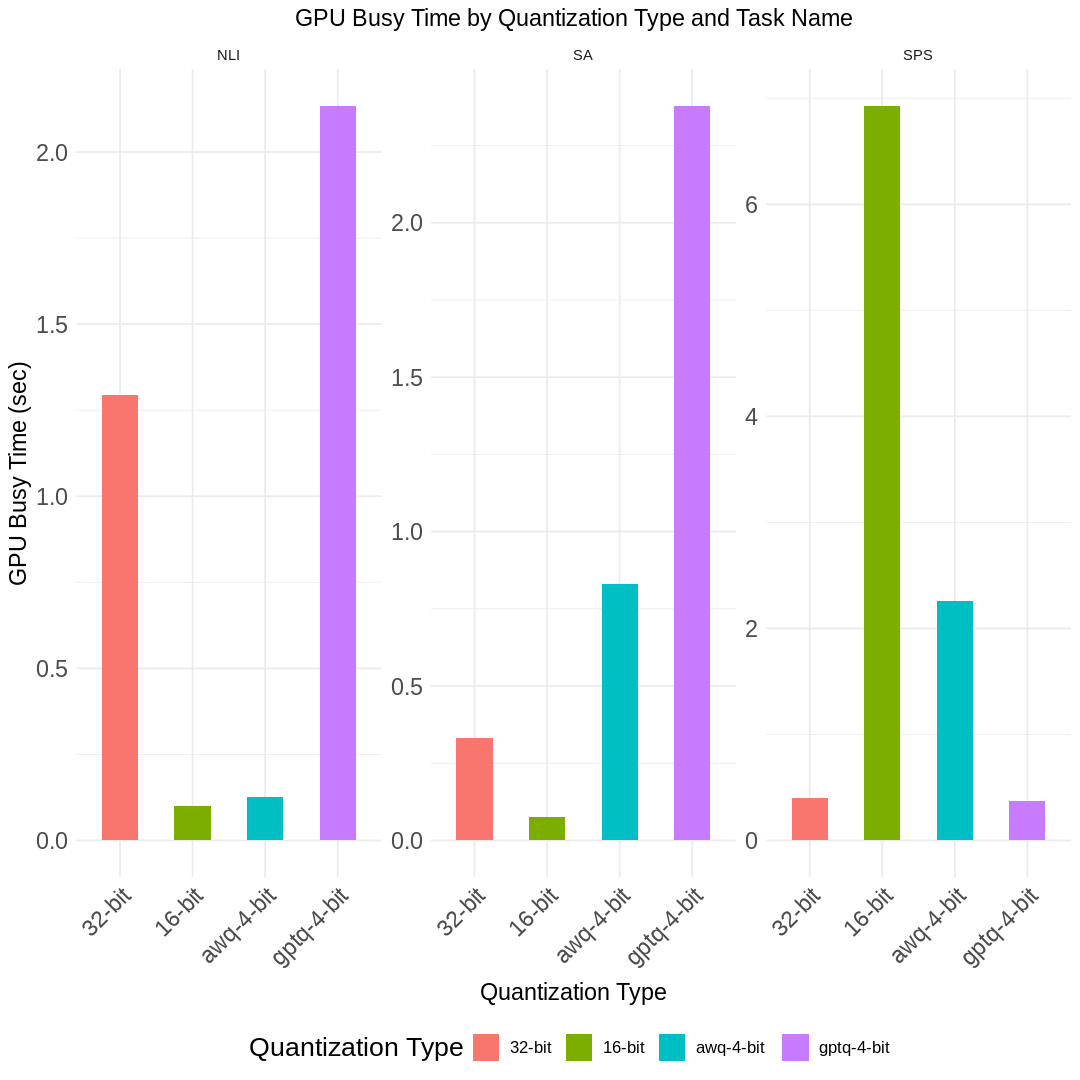 GPU Busy Time by Quantization Type and Task Name
NLI
SA
SPS
GPU Busy Time (sec)
2.0
1.5
1.0
0.5
0.0
2.0
1.5
1.0
0.5
0.0
6
4
2
0
32-bit
16-bit
awq-4-bit
gptq-4-bit
32-bit
16-bit
awq-4-bit
gptq-4-bit
32-bit
16-bit
awq-4-bit
gptq-4-bit
Quantization Type
Quantization Type 32-bit 16-bit awq-4-bit gptq-4-bit